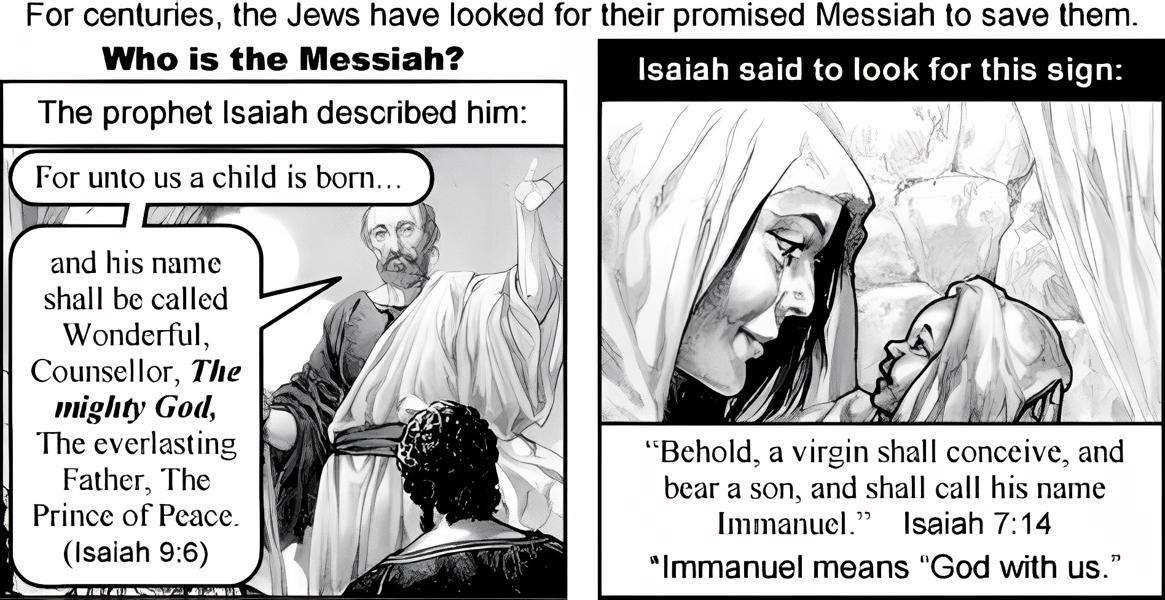 For centuries, the Jews have looked for their promised Messiah to save them.
Who is the Messiah?
The prophet Isaiah described him:
For unto us a child is born...
and his name
shall be called
Wonderful,
Counsellor, The
mighty God,
The everlasting
Father, The
Prince of Peace.
(Isaiah 9:6)
Isaiah said to look for this sign:
“Behold, a virgin shall conceive, and
bear a son, and shall call his name
Immanuel.” Isaiah 7:14
*Immanuel means “God with us.”